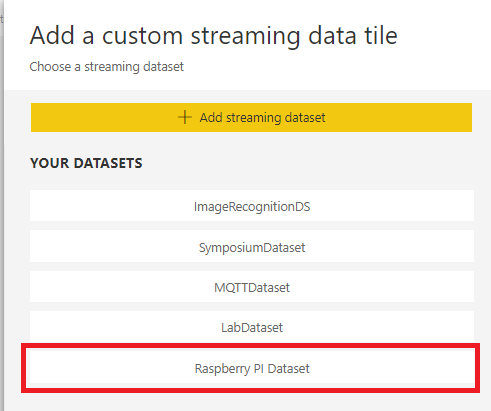 Add a custom streaming data tile
Choose a streaming dataset
Add streaming dataset
YOUR DATASETS
ImageRecognitionDS
SymposiumDataset
MQTTDataset
LabDataset
Raspberry PI Dataset